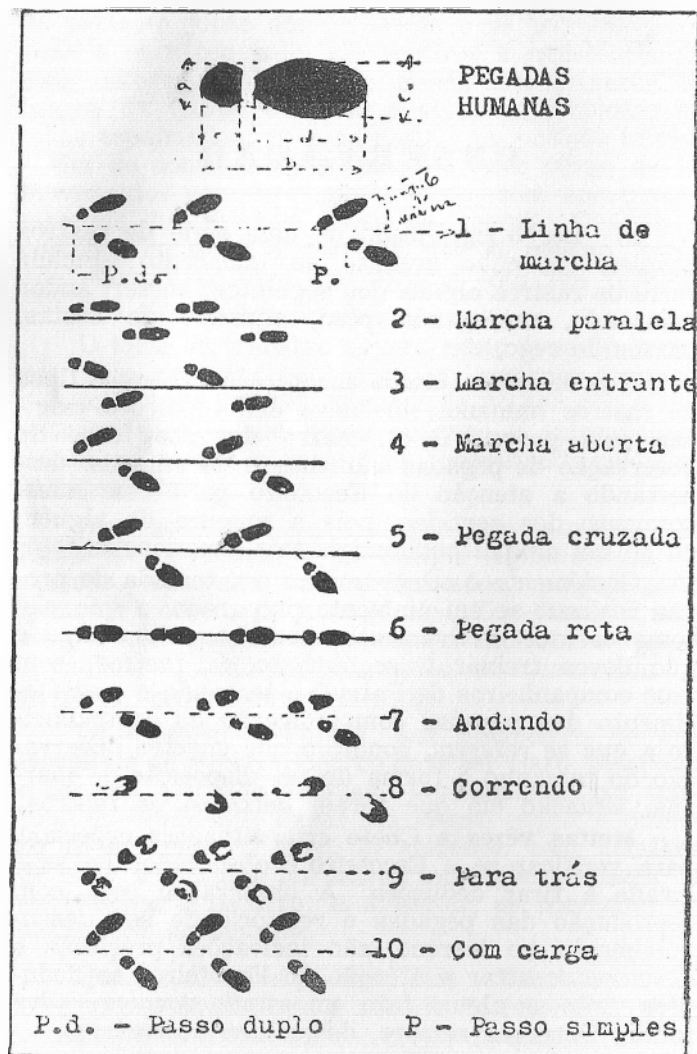 PEGADAS
HUMANAS
c
d
b
1 - Linha de
marcha
P.d.
P
2 - Marcha paralela
3 - Marcha entrante
4 - Marcha aberta
5 - Pegada cruzada
6 - Pegada reta
7 - Andando
8 - Correndo
9 - Para trás
10 - Com carga
P.d. - Passo duplo P - Passo simples